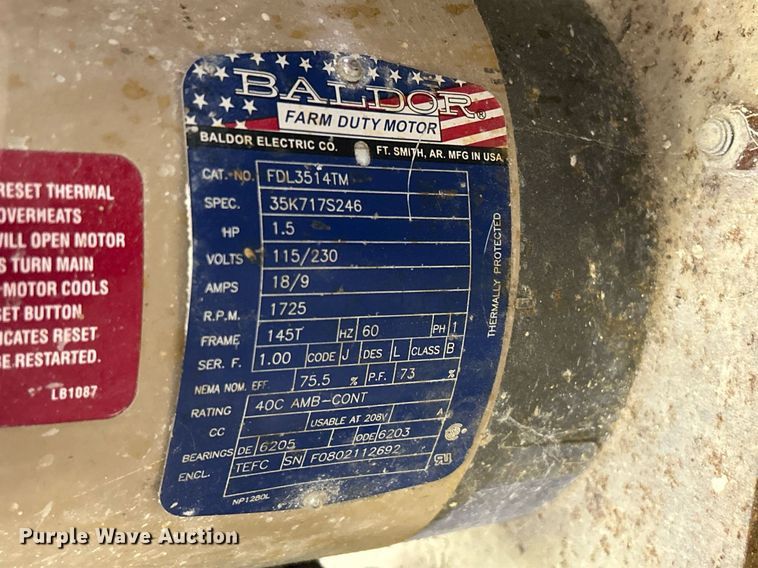 BALDOR®
FARM DUTY MOTOR
BALDOR ELECTRIC CO. FT. SMITH, AR. MFG IN USA
CAT.-NO. FDL3514TM
SPEC. 35K717S246
HP 1.5
VOLTS 115/230
AMPS 18/9
R.P.M. 1725
FRAME 145T HZ 60 PH 1
SER. F. 1.00 CODE J DES L CLASS B
NEMA NOM. EFF. 75.5 % P.F. 73 %
RATING 40C AMB-CONT
CC USABLE AT 208V A
BEARINGS DE 6205 ODE 6203
ENCL. TEFC SN F0802112692
NP1280L
THERMALLY PROTECTED
RESET THERMAL
OVERHEATS
WILL OPEN MOTOR
TURN MAIN
MOTOR COOLS
BUTTON
RESET
RESTARTED.
LB1087
Purple Wave Auction